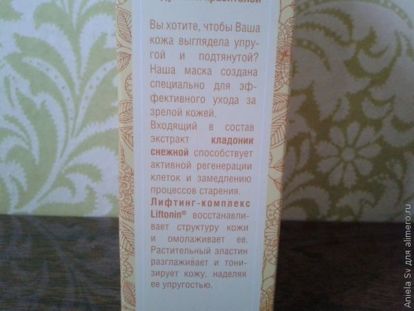 Вы хотите, чтобы Ваша
кожа выглядела упру-
гой и подтянутой?
Наша маска создана
специально для эф-
фективного ухода за
зрелой кожей.
Входящий в состав
экстракт кладонии
снежной способствует
активной регенерации
клеток и замедлению
процессов старения.
Лифтинг-комплекс
Liftonin® восстанавли-
вает структуру кожи
и омолаживает ее.
Растительный эластин
разглаживает и тони-
зирует кожу, наделяя
ее упругостью.
Aniela Sv для alimero.ru